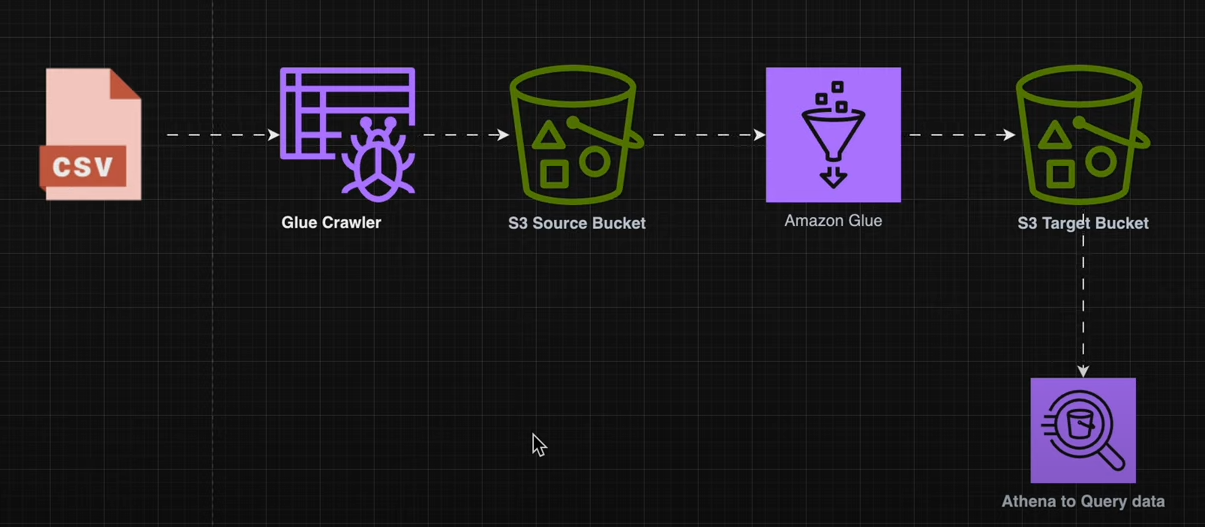 CSV
Glue Crawler
S3 Source Bucket
Amazon Glue
S3 Target Bucket
Athena to Query data